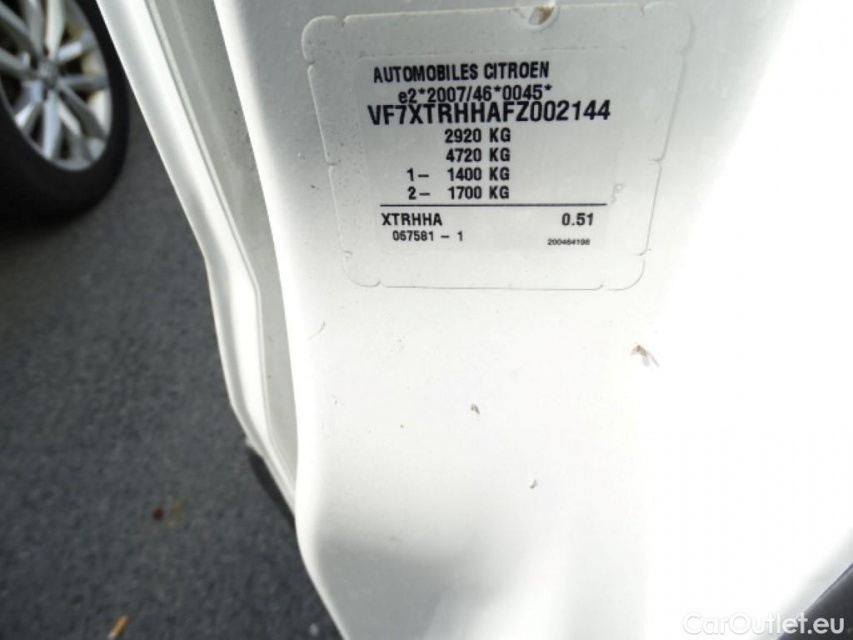 AUTOMOBILES CITROEN
e2*2007/46*0045*
VF7XTRHHAFZ002144
2920 KG
4720 KG
1- 1400 KG
2- 1700 KG
XTRHHA 0.51
067581 - 1 200464198
CarOutlet.eu